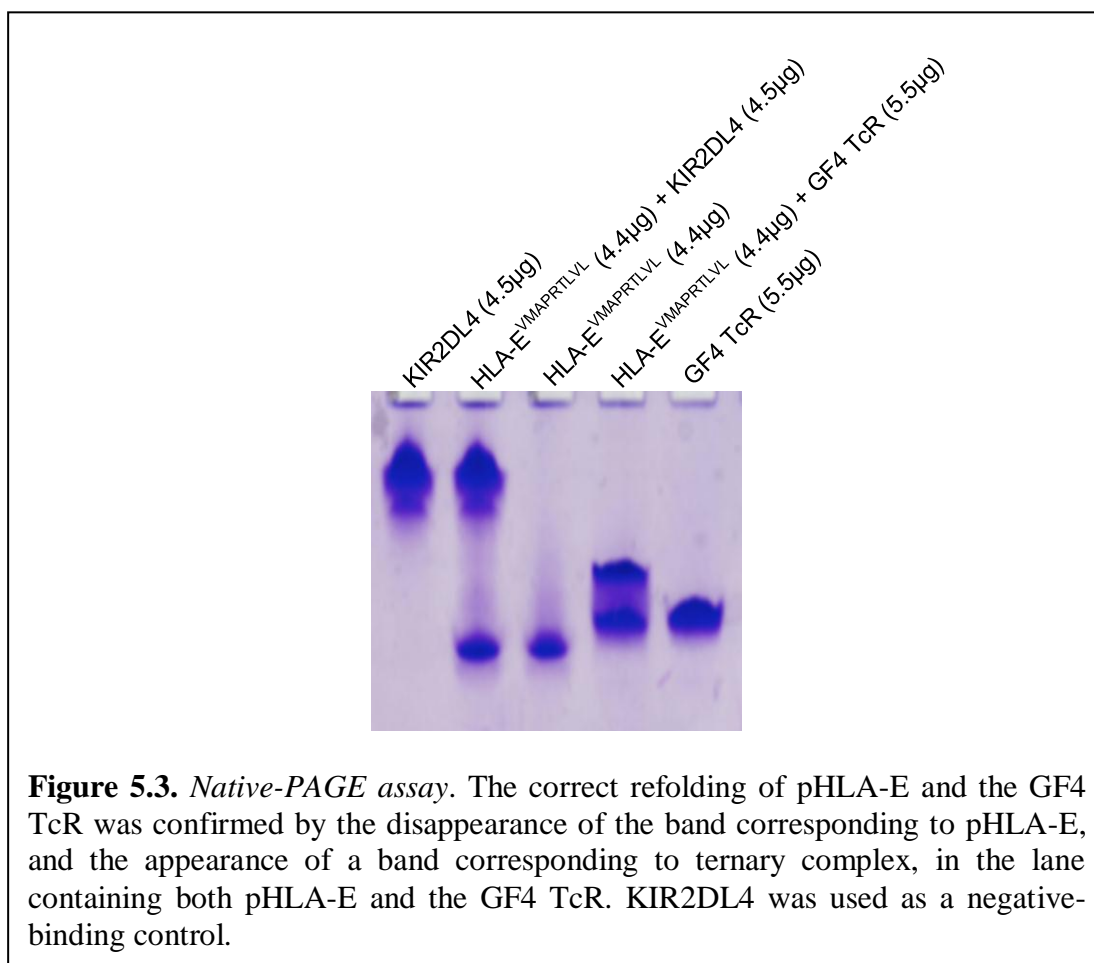 KIR2DL4 (4.5µg)
HLA-E^VMAPRTLVL (4.4µg) + KIR2DL4 (4.5µg)
HLA-E^VMAPRTLVL (4.4µg)
HLA-E^VMAPRTLVL (4.4µg) + GF4 TcR (5.5µg)
GF4 TcR (5.5µg)
Figure 5.3. Native-PAGE assay. The correct refolding of pHLA-E and the GF4
TcR was confirmed by the disappearance of the band corresponding to pHLA-E,
and the appearance of a band corresponding to ternary complex, in the lane
containing both pHLA-E and the GF4 TcR. KIR2DL4 was used as a negative-
binding control.